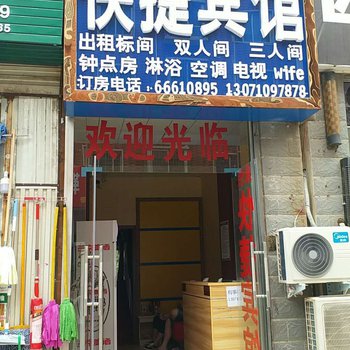 快捷宾馆
出租标间 双人间 三人间
钟点房 淋浴 空调 电视 wife
订房电话：66610895 13071097878
欢迎光临
Midea